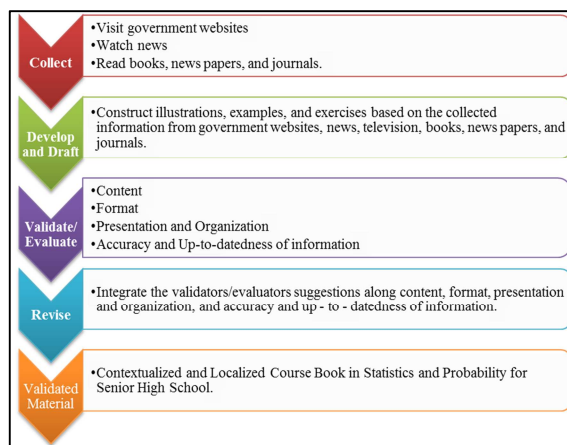 Collect
•Visit government websites
•Watch news
•Read books, news papers, and journals.
Develop
and Draft
•Construct illustrations, examples, and exercises based on the collected
information from government websites, news, television, books, news papers, and
journals.
Validate/
Evaluate
•Content
•Format
•Presentation and Organization
•Accuracy and Up-to-datedness of information
Revise
•Integrate the validators/evaluators suggestions along content, format, presentation
and organization, and accuracy and up - to - datedness of information.
Validated
Material
•Contextualized and Localized Course Book in Statistics and Probability for
Senior High School.